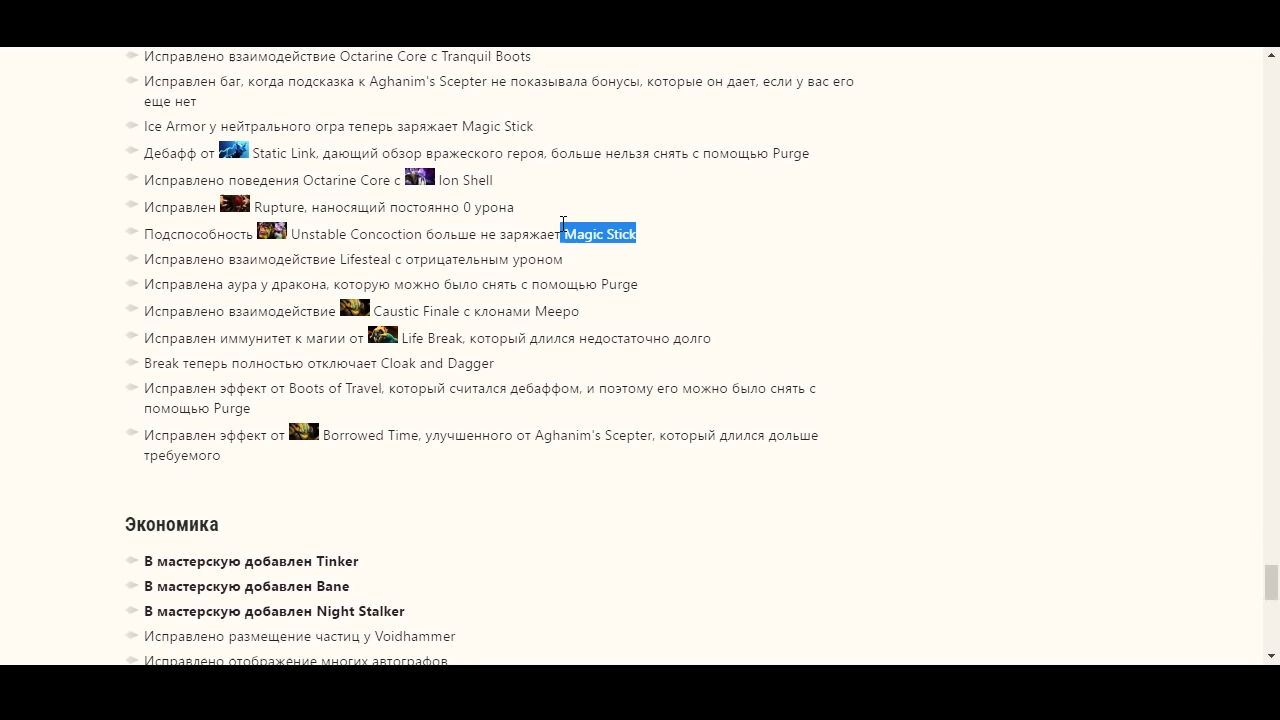 Исправлено взаимодействие Octarine Core с Tranquil Boots
Исправлен баг, когда подсказка к Aghanim's Scepter не показывала бонусы, которые он дает, если у вас его
еще нет
Ice Armor у нейтрального огра теперь заряжает Magic Stick
Дебафф от Static Link, дающий обзор вражеского героя, больше нельзя снять с помощью Purge
Исправлено поведения Octarine Core с Ion Shell
Исправлен Rupture, наносящий постоянно 0 урона
Подспособность Unstable Concoction больше не заряжает Magic Stick
Исправлено взаимодействие Lifesteal с отрицательным уроном
Исправлена аура у дракона, которую можно было снять с помощью Purge
Исправлено взаимодействие Caustic Finale с клонами Меепо
Исправлен иммунитет к магии от Life Break, который длился недостаточно долго
Break теперь полностью отключает Cloak and Dagger
Исправлен эффект от Boots of Travel, который считался дебаффом, и поэтому его можно было снять с
помощью Purge
Исправлен эффект от Borrowed Time, улучшенного от Aghanim's Scepter, который длился дольше
требуемого
Экономика
В мастерскую добавлен Tinker
В мастерскую добавлен Bane
В мастерскую добавлен Night Stalker
Исправлено размещение частиц у Voidhammer
Исправлено отображение многих автографов